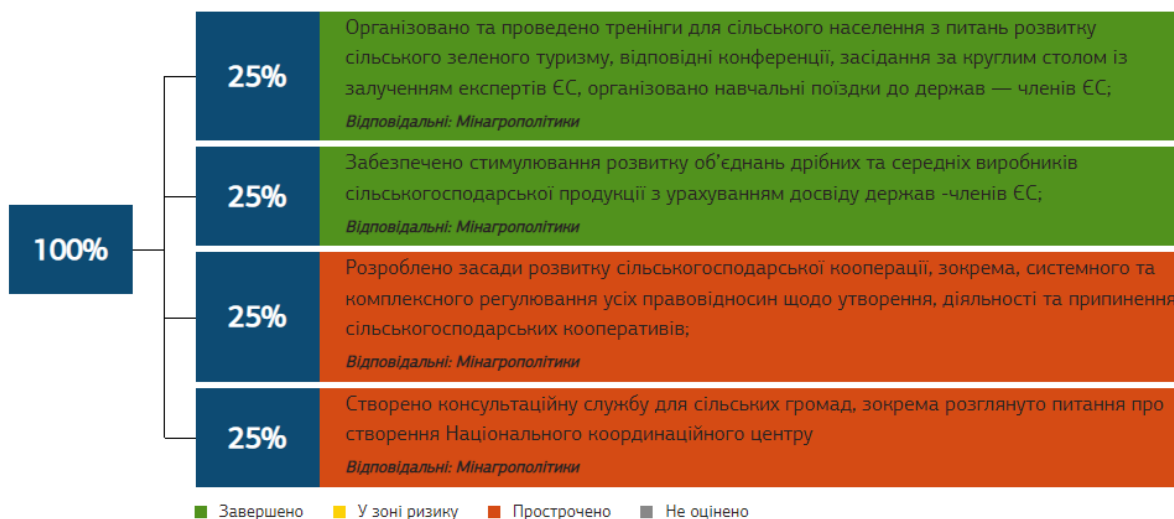 100%
25%
Організовано та проведено тренінги для сільського населення з питань розвитку
сільського зеленого туризму, відповідні конференції, засідання за круглим столом із
залученням експертів ЄС, організовано навчальні поїздки до держав — членів ЄС;
Відповідальні: Мінагрополітики
25%
Забезпечено стимулювання розвитку об’єднань дрібних та середніх виробників
сільськогосподарської продукції з урахуванням досвіду держав -членів ЄС;
Відповідальні: Мінагрополітики
25%
Розроблено засади розвитку сільськогосподарської кооперації, зокрема, системного та
комплексного регулювання усіх правовідносин щодо утворення, діяльності та припинення
сільськогосподарських кооперативів;
Відповідальні: Мінагрополітики
25%
Створено консультаційну службу для сільських громад, зокрема розглянуто питання про
створення Національного координаційного центру
Відповідальні: Мінагрополітики
Завершено У зоні ризику Прострочено Не оцінено